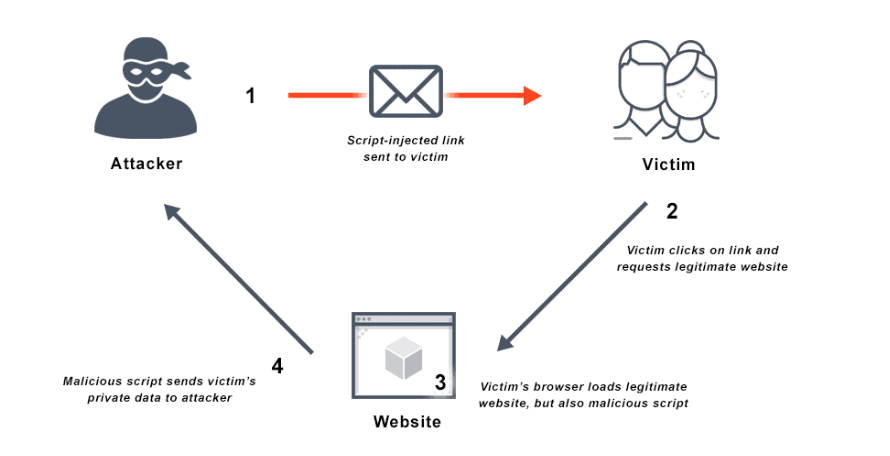 1
Script-injected link
sent to victim
Attacker
Victim
2
Victim clicks on link and
requests legitimate website
3
Victim's browser loads legitimate
website, but also malicious script
Website
4
Malicious script sends victim's
private data to attacker